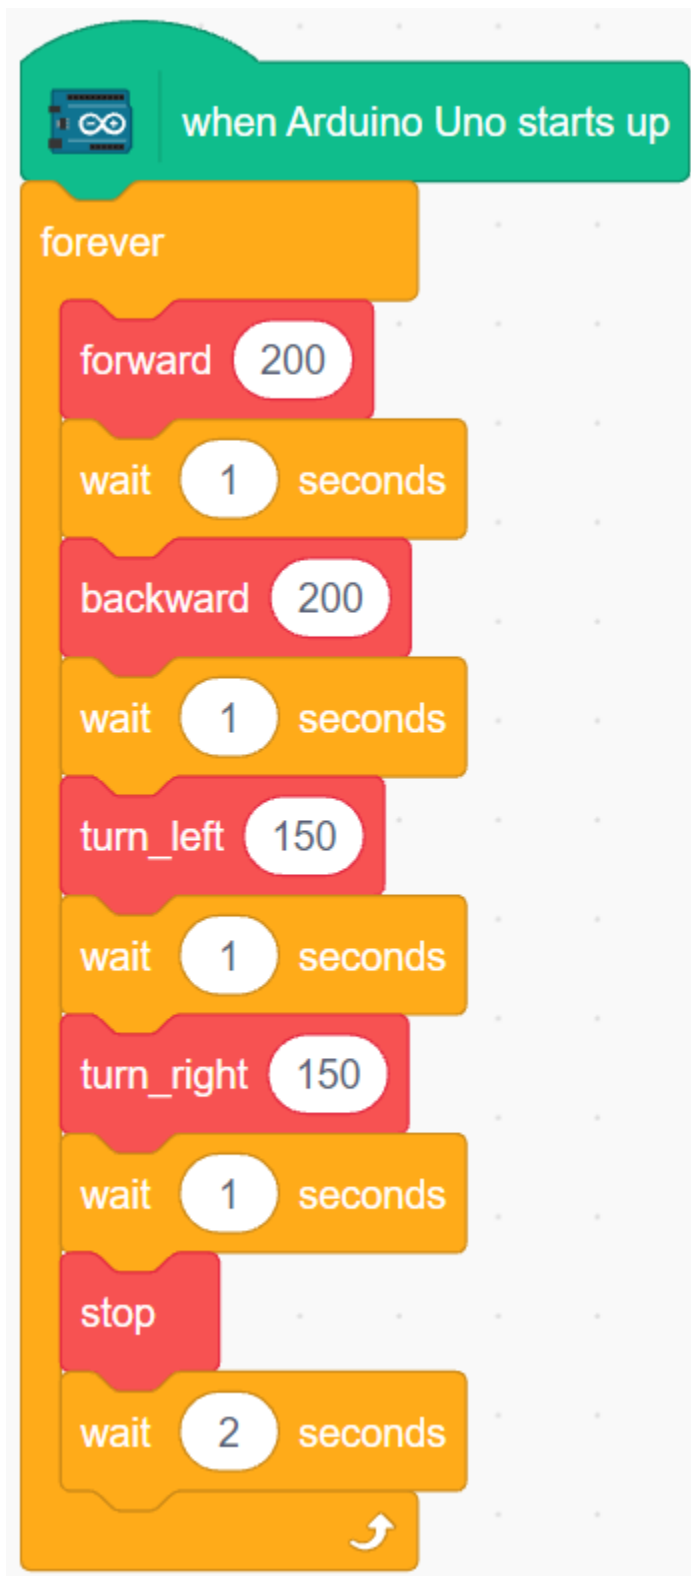 when Arduino Uno starts up
forever
forward 200
wait 1 seconds
backward 200
wait 1 seconds
turn_left 150
wait 1 seconds
turn_right 150
wait 1 seconds
stop
wait 2 seconds